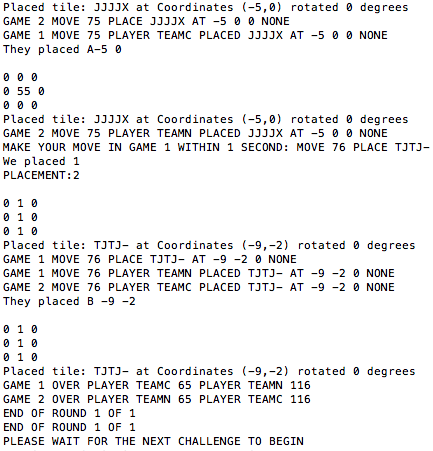 Placed tile: JJJJX at Coordinates (-5,0) rotated 0 degrees
GAME 2 MOVE 75 PLACE JJJJX AT -5 0 0 NONE
GAME 1 MOVE 75 PLAYER TEAMC PLACED JJJJX AT -5 0 0 NONE
They placed A-5 0
0 0 0
0 55 0
0 0 0
Placed tile: JJJJX at Coordinates (-5,0) rotated 0 degrees
GAME 2 MOVE 75 PLAYER TEAMN PLACED JJJJX AT -5 0 0 NONE
MAKE YOUR MOVE IN GAME 1 WITHIN 1 SECOND: MOVE 76 PLACE TJTJ-
We placed 1
PLACEMENT:2
0 1 0
0 1 0
0 1 0
Placed tile: TJTJ- at Coordinates (-9,-2) rotated 0 degrees
GAME 1 MOVE 76 PLACE TJTJ- AT -9 -2 0 NONE
GAME 1 MOVE 76 PLAYER TEAMN PLACED TJTJ- AT -9 -2 0 NONE
GAME 2 MOVE 76 PLAYER TEAMC PLACED TJTJ- AT -9 -2 0 NONE
They placed B -9 -2
0 1 0
0 1 0
0 1 0
Placed tile: TJTJ- at Coordinates (-9,-2) rotated 0 degrees
GAME 1 OVER PLAYER TEAMC 65 PLAYER TEAMN 116
GAME 2 OVER PLAYER TEAMN 65 PLAYER TEAMC 116
END OF ROUND 1 OF 1
END OF ROUND 1 OF 1
PLEASE WAIT FOR THE NEXT CHALLENGE TO BEGIN